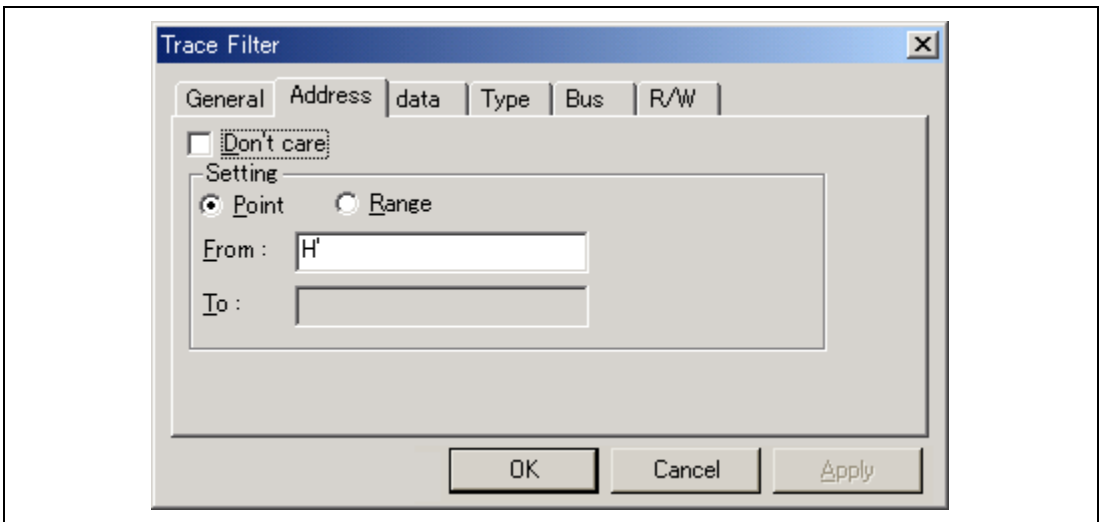 Trace Filter
General Address data Type Bus R/W
Don't care
Setting
Point Range
From : H'
To :
OK Cancel Apply